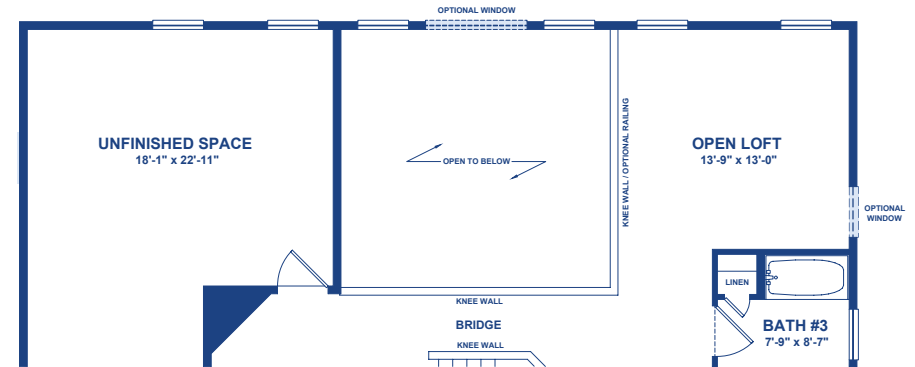 OPTIONAL WINDOW
UNFINISHED SPACE
18'-1" x 22'-11"
OPEN TO BELOW
KNEE WALL / OPTIONAL RAILING
OPEN LOFT
13'-9" x 13'-0"
OPTIONAL
WINDOW
LINEN
KNEE WALL
BRIDGE
KNEE WALL
BATH #3
7'-9" x 8'-7"